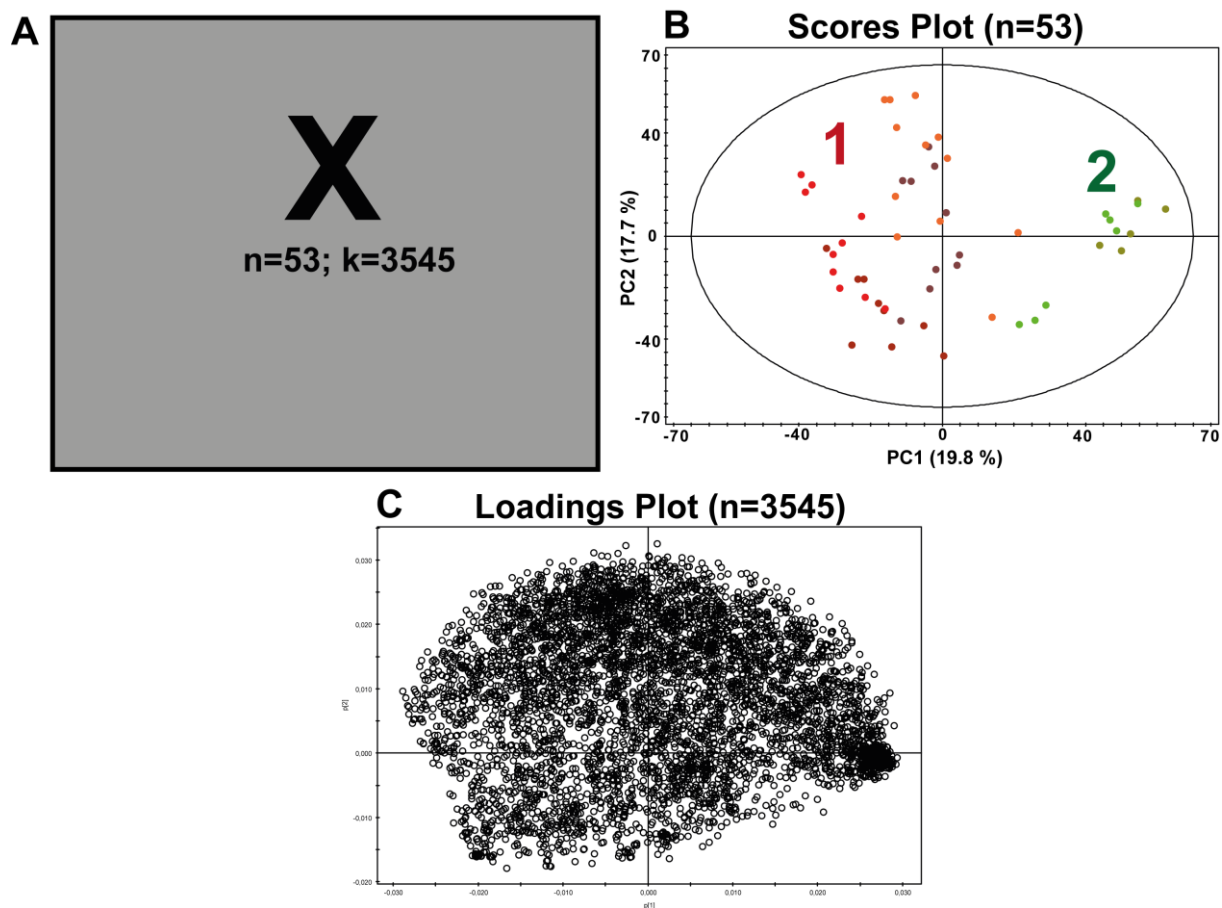 A
X
n=53; k=3545
B
Scores Plot (n=53)
70
40
0
-40
-70
PC2 (17.7 %)
1
2
-70
-40
0
40
70
PC1 (19.8 %)
C
Loadings Plot (n=3545)
0,030
0,020
0,010
0,000
-0,010
-0,020
p[2]
-0,030
-0,020
-0,010
0,000
0,010
0,020
0,030
p[1]